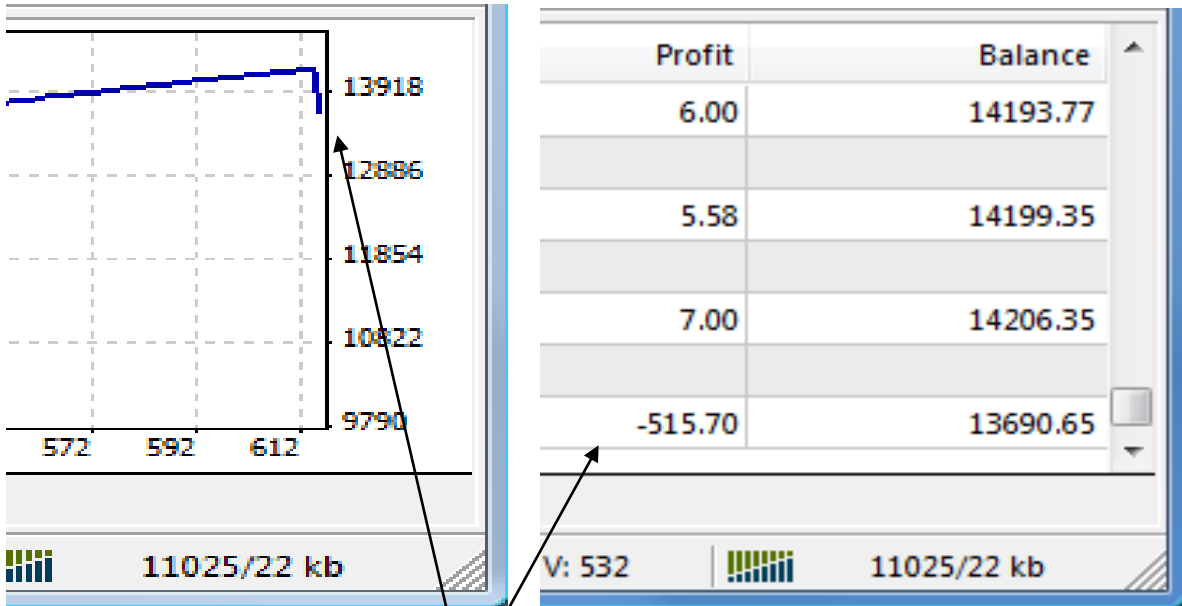 13918
12886
11854
10822
9790
572 592 612
11025/22 kb
Profit Balance
6.00 14193.77
5.58 14199.35
7.00 14206.35
-515.70 13690.65
V: 532 11025/22 kb